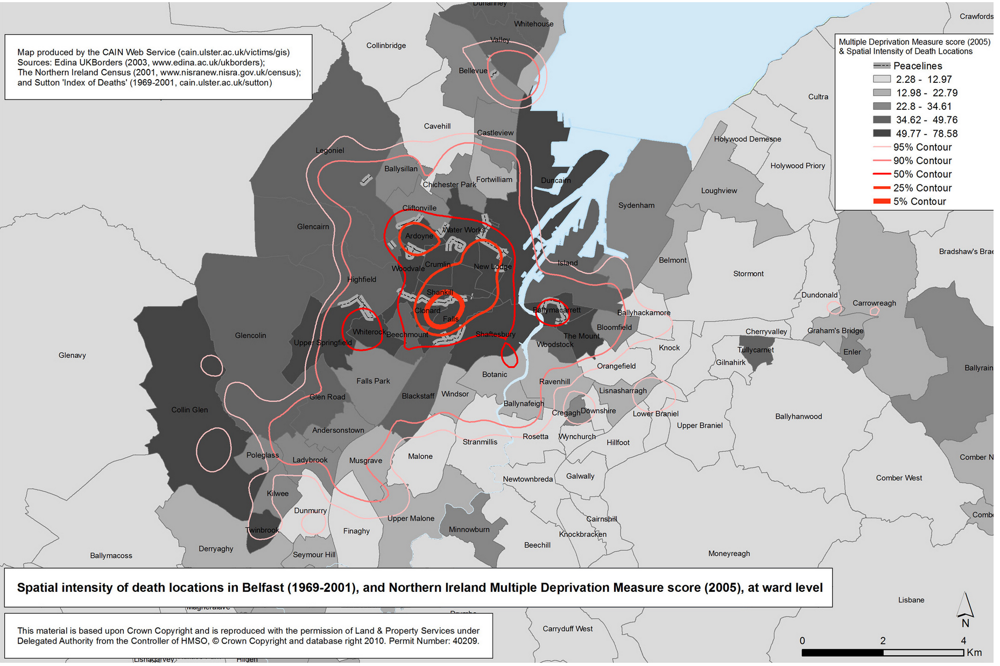 Dunanney
Whitehouse
Crawfords
Collinbridge
Valley
Multiple Deprivation Measure score (2005)
& Spatial Intensity of Death Locations
Peacelines
2.28 - 12.97
12.98 - 22.79
22.8 - 34.61
34.62 - 49.76
49.77 - 78.58
95% Contour
90% Contour
50% Contour
25% Contour
5% Contour
Map produced by the CAIN Web Service (cain.ulster.ac.uk/victims/gis)
Sources: Edina UKBorders (2003, www.edina.ac.uk/ukborders);
The Northern Ireland Census (2001, www.nisranew.nisra.gov.uk/census);
and Sutton 'Index of Deaths' (1969-2001, cain.ulster.ac.uk/sutton)
Bellevue
Cultra
Cavehill
Castleview
Holywood Demesne
Legoniel
Holywood Priory
Ballysillan
Fortwilliam
Duncairn
Chichester Park
Loughview
Sydenham
Cliftonville
Glencairn
Water Works
Ardoyne
Bradshaw's Brae
Belmont
Island
Crumlin
New Lodge
Woodvale
Stormont
Highfield
Shankill
Dundonald
Carrowreagh
Clonard
Ballymacarrett
Ballyhackamore
Falls
Bloomfield
Graham's Bridge
Cherryvalley
Whiterock
Beechmount
Shaftesbury
Glencolin
The Mount
Upper Springfield
Woodstock
Knock
Tullycarnet
Enler
Glenavy
Gilnahirk
Orangefield
Ballyrain
Botanic
Falls Park
Ravenhill
Lisnasharragh
Windsor
Glen Road
Blackstaff
Ballynafeigh
Collin Glen
Downshire
Cregagh
Lower Braniel
Ballyhanwood
Upper Braniel
Andersonstown
Rosetta
Wynchurch
Stranmillis
Hillfoot
Poleglass
Malone
Comber N
Ladybrook
Musgrave
Galwally
Newtownbreda
Comber West
Kilwee
Dunmurry
Combe
Upper Malone
Cairnshill
Twinbrook
Minnowburn
Finaghy
Knockbracken
Beechill
Derryaghy
Moneyreagh
Seymour Hill
Ballymacoss
Spatial intensity of death locations in Belfast (1969-2001), and Northern Ireland Multiple Deprivation Measure score (2005), at ward level
Lisbane
Magheralave
Drumbo
N
This material is based upon Crown Copyright and is reproduced with the permission of Land & Property Services under
Delegated Authority from the Controller of HMSO, © Crown Copyright and database right 2010. Permit Number: 40209.
Carryduff West
0 2 4
Km
Lisnagarvey
Hilden